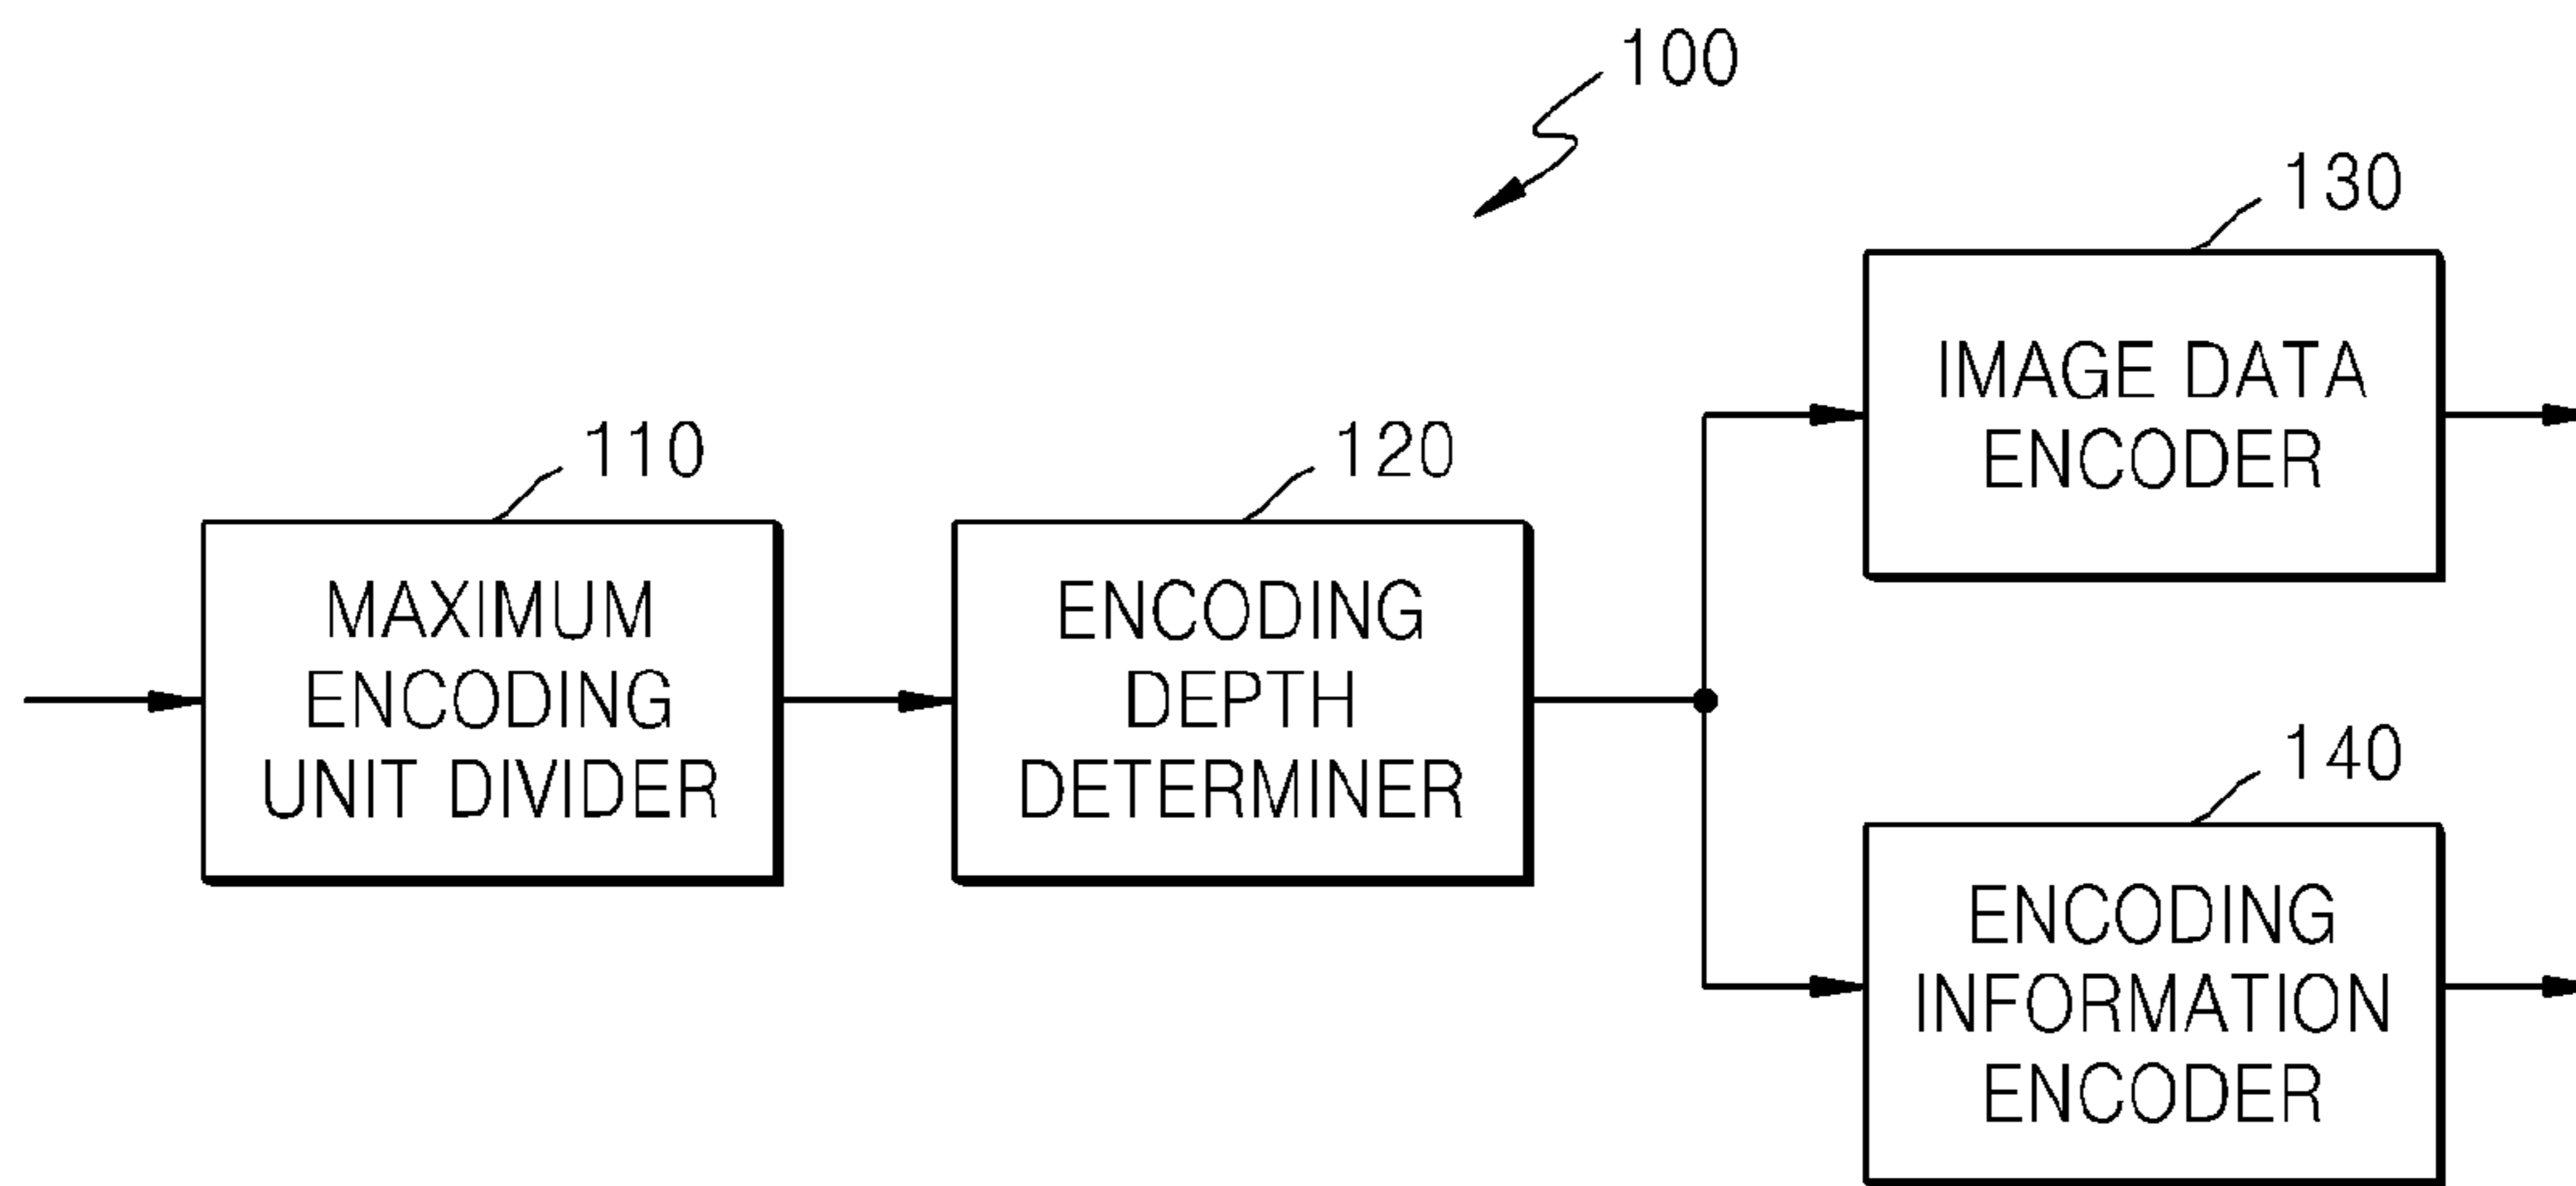 100
130
IMAGE DATA
ENCODER
110
120
MAXIMUM
ENCODING
UNIT DIVIDER
ENCODING
DEPTH
DETERMINER
140
ENCODING
INFORMATION
ENCODER